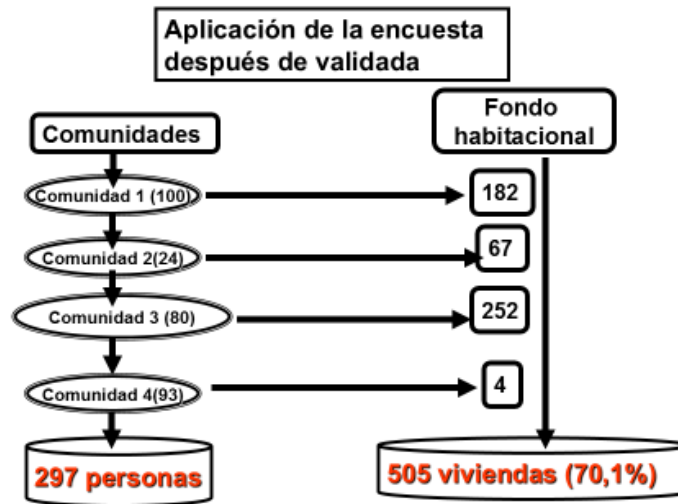 Aplicación de la encuesta
después de validada
Comunidades
Fondo
habitacional
Comunidad 1 (100)
182
Comunidad 2(24)
67
Comunidad 3 (80)
252
Comunidad 4(93)
4
297 personas
505 viviendas (70,1%)